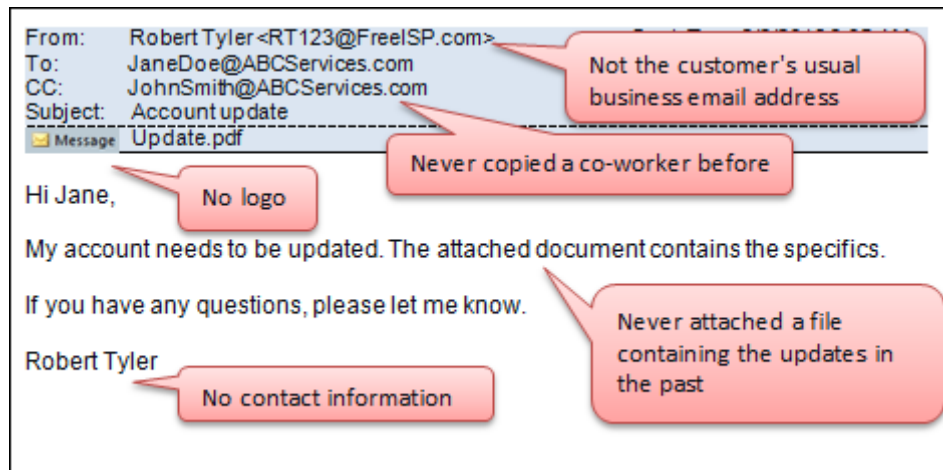 From: Robert Tyler<RT123@FreeISP.com>
To: JaneDoe@ABCServices.com
CC: JohnSmith@ABCServices.com
Subject: Account update
Message Update.pdf
Not the customer's usual
business email address
Never copied a co-worker before
No logo
Hi Jane,
My account needs to be updated. The attached document contains the specifics.
If you have any questions, please let me know.
Never attached a file
containing the updates in
the past
Robert Tyler
No contact information